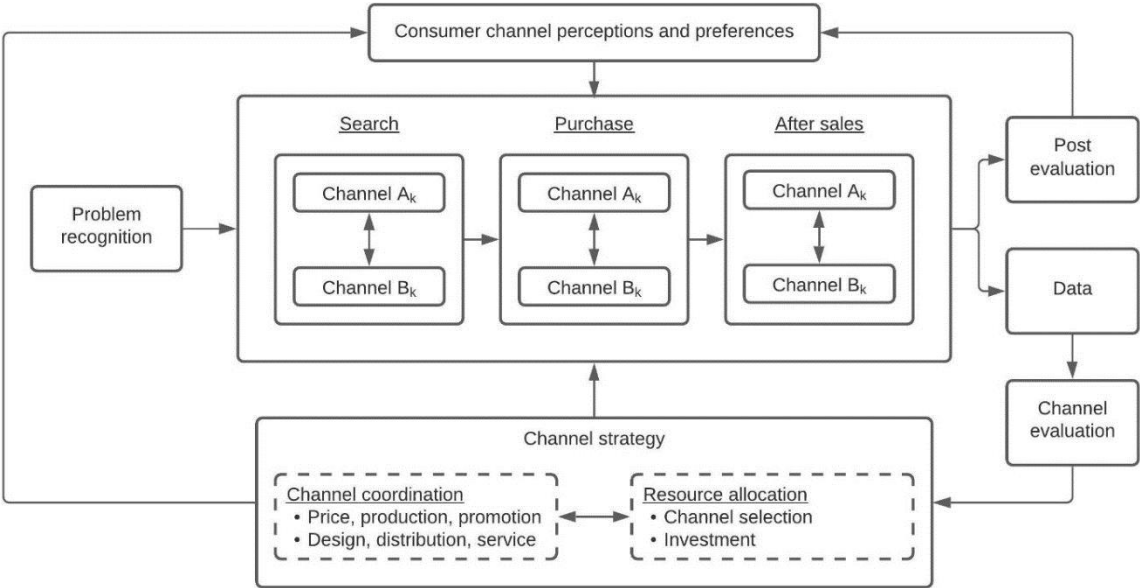 Consumer channel perceptions and preferences
Search
Purchase
After sales
Channel Aₖ
Channel Aₖ
Channel Aₖ
Channel Bₖ
Channel Bₖ
Channel Bₖ
Problem
recognition
Post
evaluation
Data
Channel
evaluation
Channel strategy
Channel coordination
• Price, production, promotion
• Design, distribution, service
Resource allocation
• Channel selection
• Investment